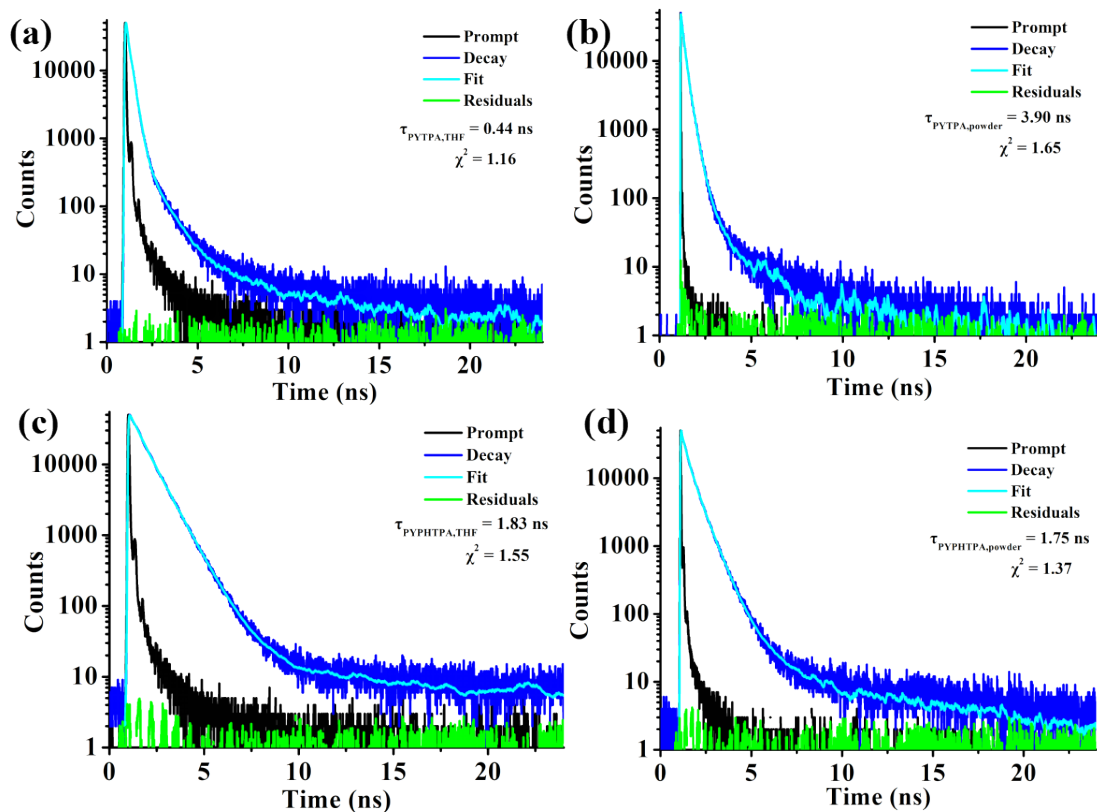 (a)
Prompt
Decay
Fit
Residuals
τPYTPA,THF = 0.44 ns
χ² = 1.16
10000
1000
100
10
1
Counts
5 10 15 20
Time (ns)
(b)
Prompt
Decay
Fit
Residuals
τPYTPA,powder = 3.90 ns
χ² = 1.65
10000
1000
100
10
1
Counts
5 10 15 20
Time (ns)
(c)
Prompt
Decay
Fit
Residuals
τPYPHTPA,THF = 1.83 ns
χ² = 1.55
10000
1000
100
10
1
Counts
0 5 10 15 20
Time (ns)
(d)
Prompt
Decay
Fit
Residuals
τPYPHTPA,powder = 1.75 ns
χ² = 1.37
10000
1000
100
10
1
Counts
5 10 15 20
Time (ns)